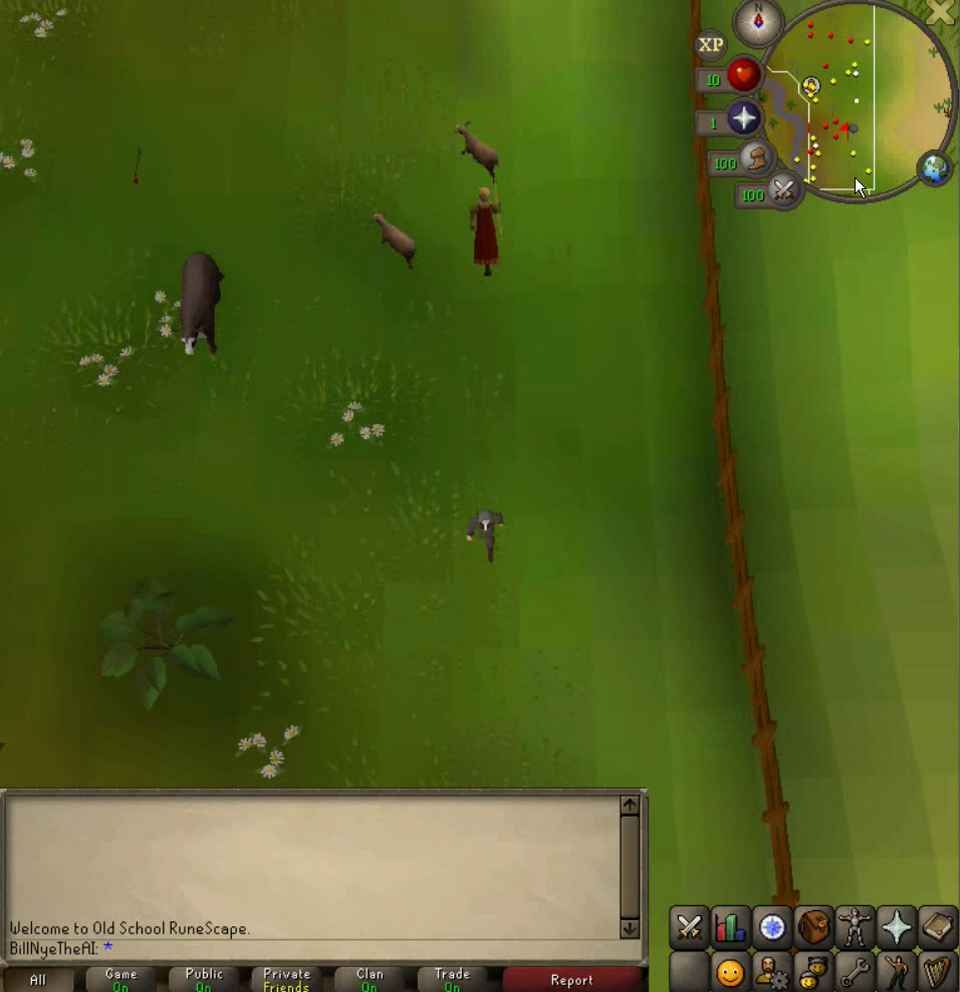 N
XP
10
1
100
100
Welcome to Old School RuneScape.
BillNyeTheAI: *
All
Game
On
Public
On
Private
Friends
Clan
On
Trade
On
Report